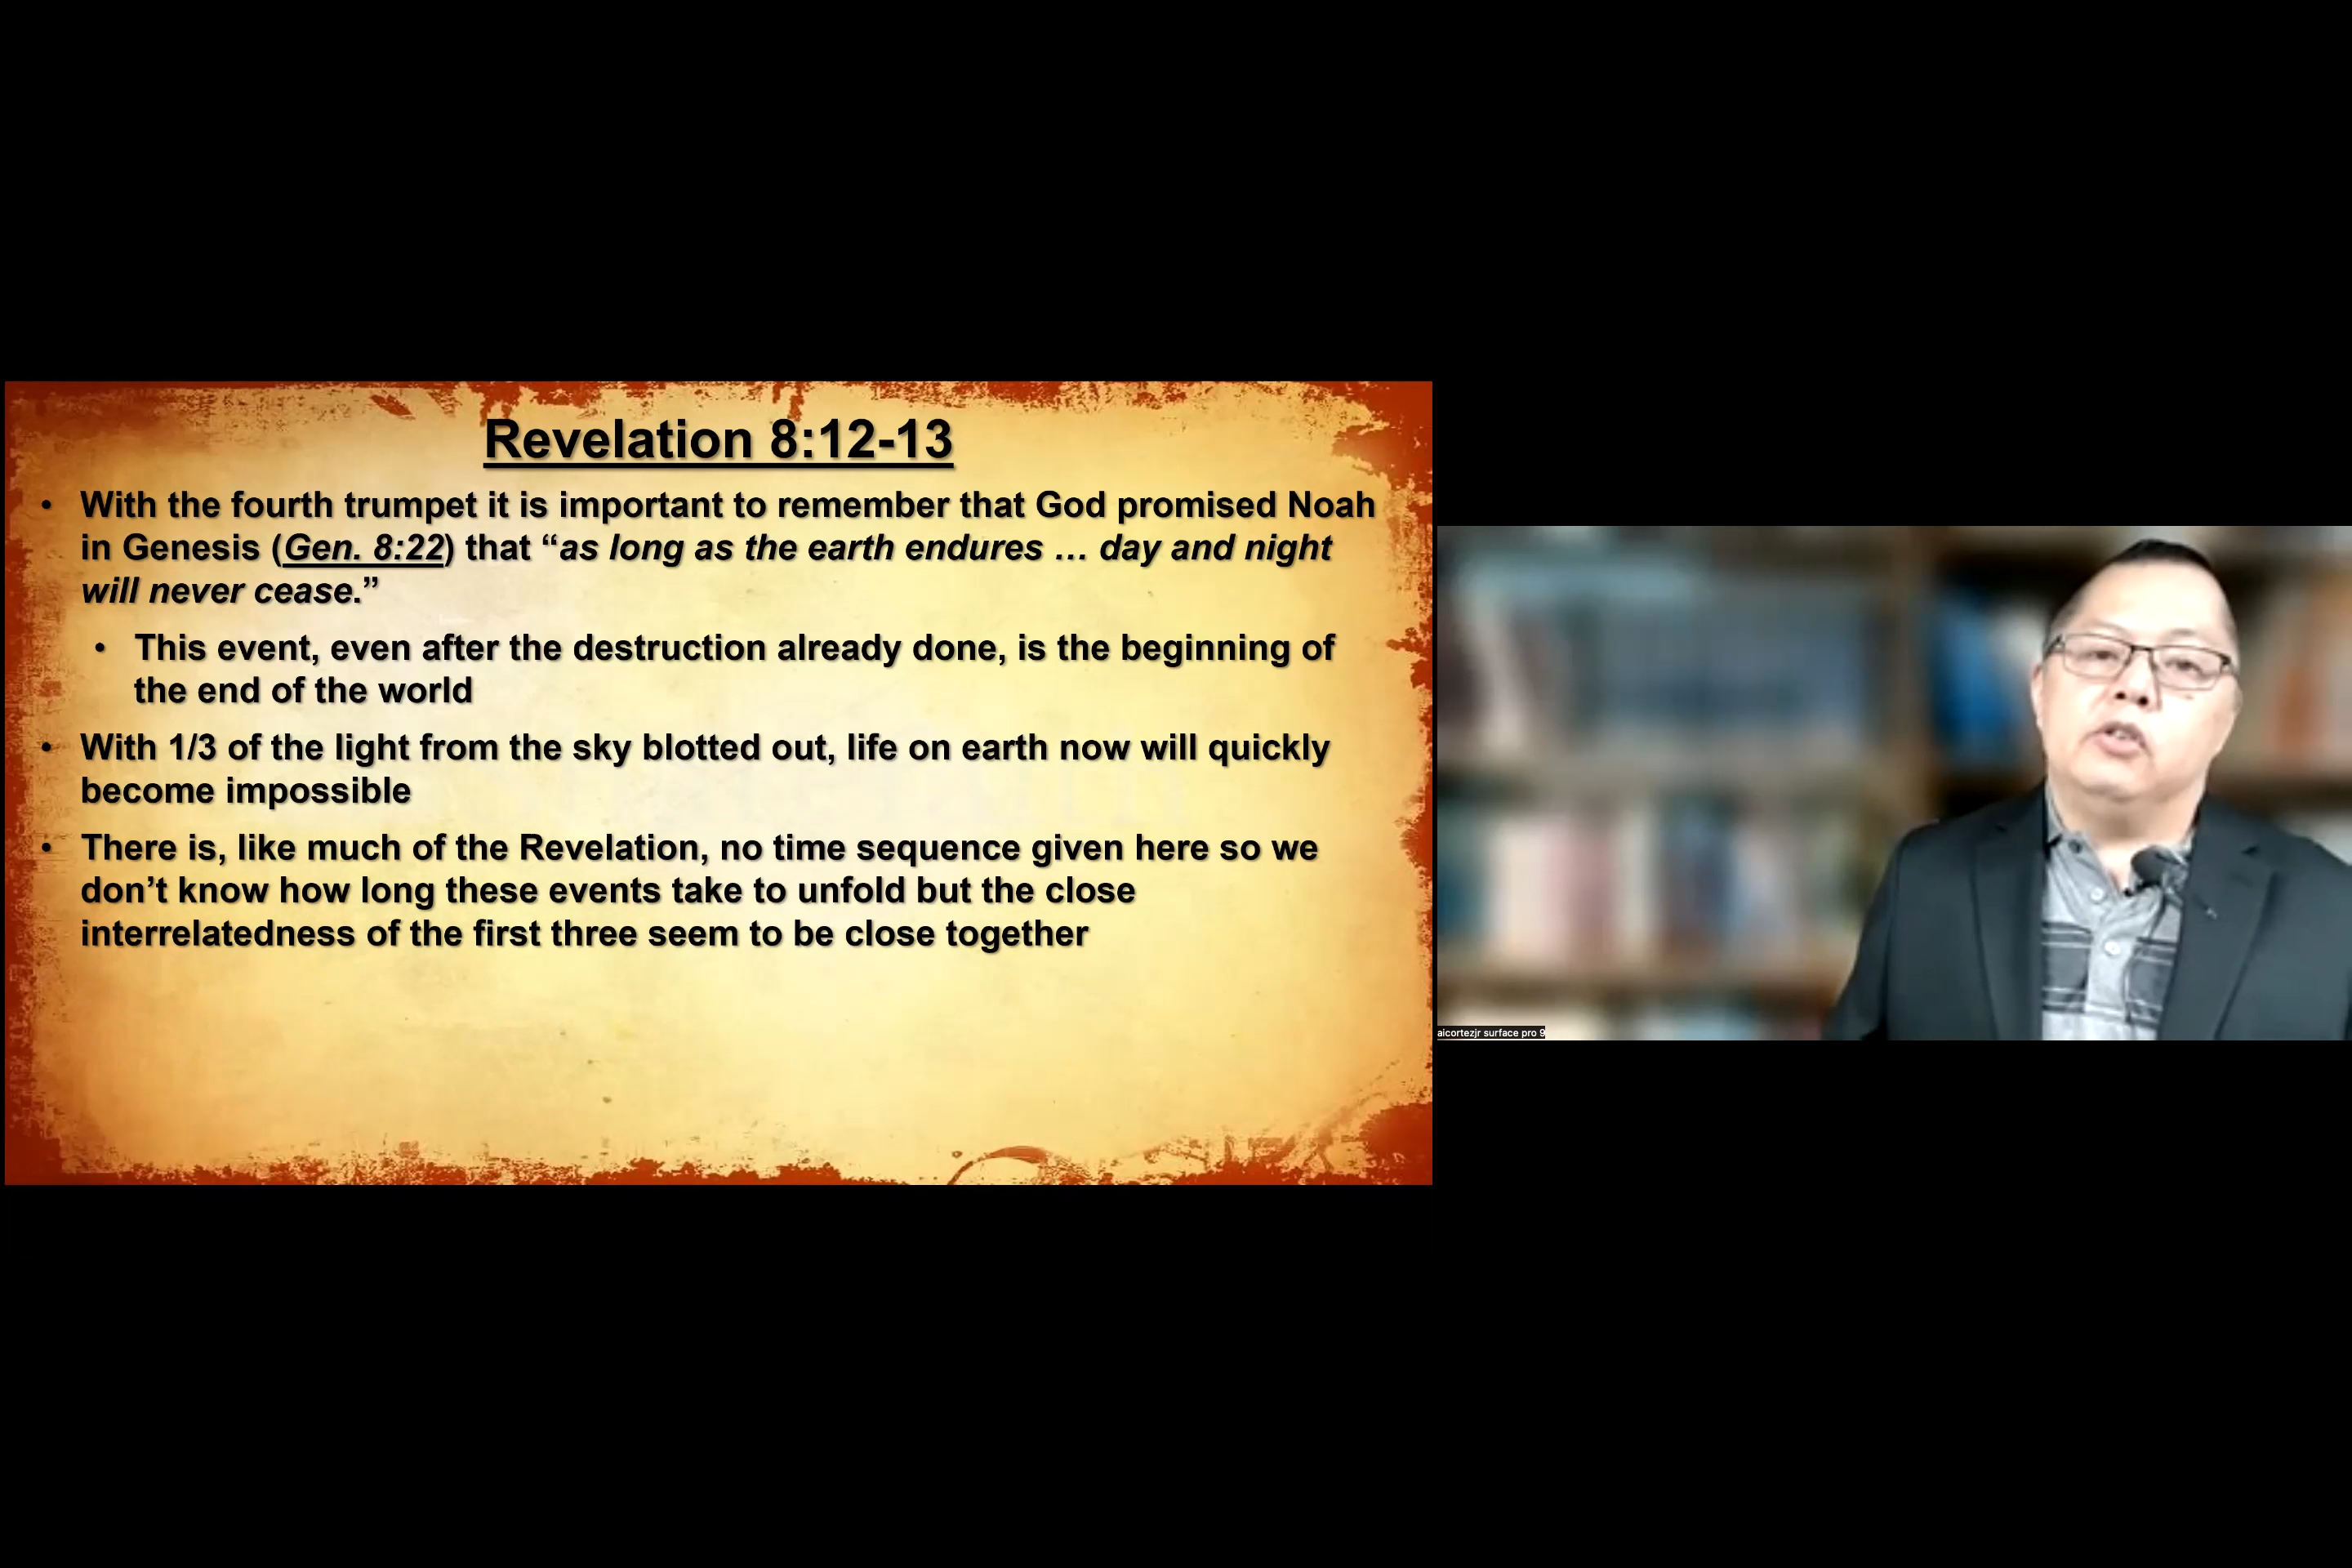 Revelation 8:12-13
• With the fourth trumpet it is important to remember that God promised Noah
in Genesis (Gen. 8:22) that “as long as the earth endures … day and night
will never cease.”
• This event, even after the destruction already done, is the beginning of
the end of the world
• With 1/3 of the light from the sky blotted out, life on earth now will quickly
become impossible
• There is, like much of the Revelation, no time sequence given here so we
don’t know how long these events take to unfold but the close
interrelatedness of the first three seem to be close together
aicortezjr surface pro 9